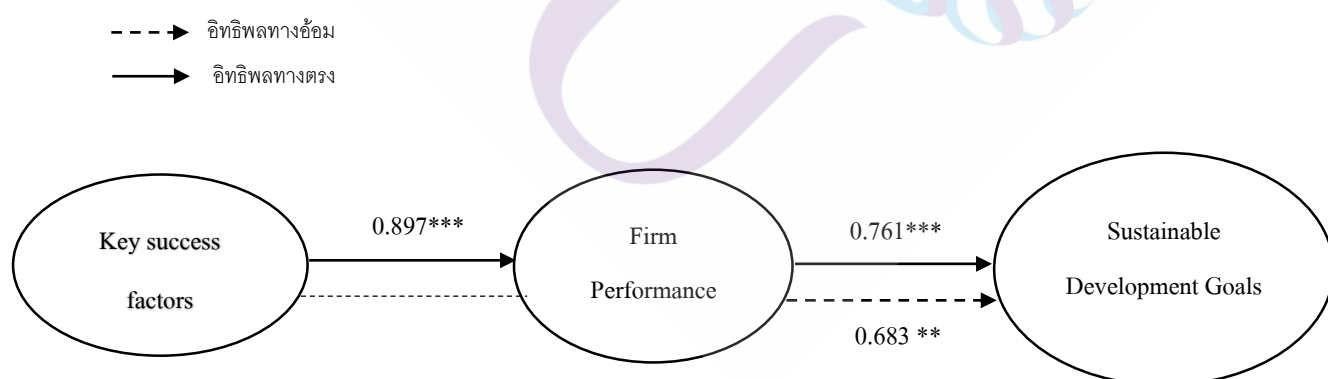 อิทธิพลทางอ้อม
อิทธิพลทางตรง
Key success
factors
0.897***
Firm
Performance
0.761***
0.683 **
Sustainable
Development Goals